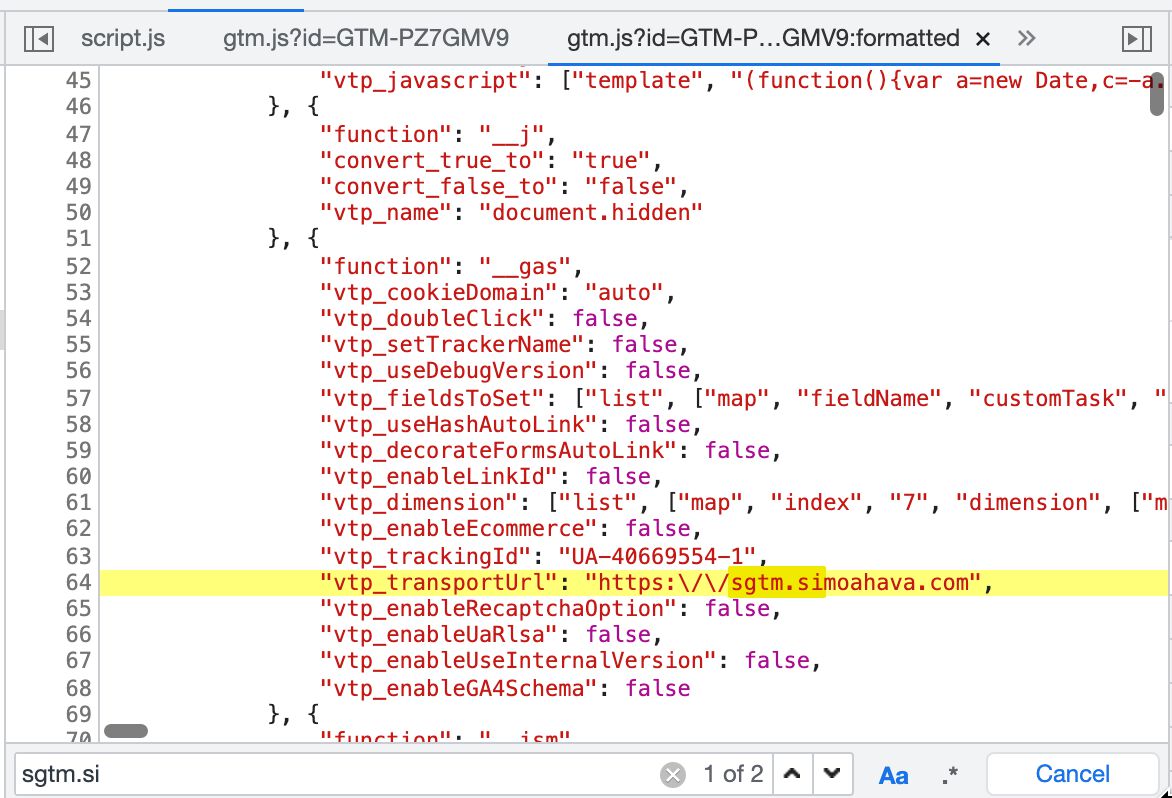 script.js gtm.js?id=GTM-PZ7GMV9 gtm.js?id=GTM-P…GMV9:formatted × »
45 "vtp_javascript": ["template", "(function(){var a=new Date,c=-a.
46 }, {
47 "function": "__j",
48 "convert_true_to": "true",
49 "convert_false_to": "false",
50 "vtp_name": "document.hidden"
51 }, {
52 "function": "__gas",
53 "vtp_cookieDomain": "auto",
54 "vtp_doubleClick": false,
55 "vtp_setTrackerName": false,
56 "vtp_useDebugVersion": false,
57 "vtp_fieldsToSet": ["list", ["map", "fieldName", "customTask", "
58 "vtp_useHashAutoLink": false,
59 "vtp_decorateFormsAutoLink": false,
60 "vtp_enableLinkId": false,
61 "vtp_dimension": ["list", ["map", "index", "7", "dimension", ["m
62 "vtp_enableEcommerce": false,
63 "vtp_trackingId": "UA-40669554-1",
64 "vtp_transportUrl": "https:\/\/sgtm.simoahava.com",
65 "vtp_enableRecaptchaOption": false,
66 "vtp_enableUaRlsa": false,
67 "vtp_enableUseInternalVersion": false,
68 "vtp_enableGA4Schema": false
69 }, {
70 "function": "__jsm"
sgtm.si 1 of 2 Aa .* Cancel